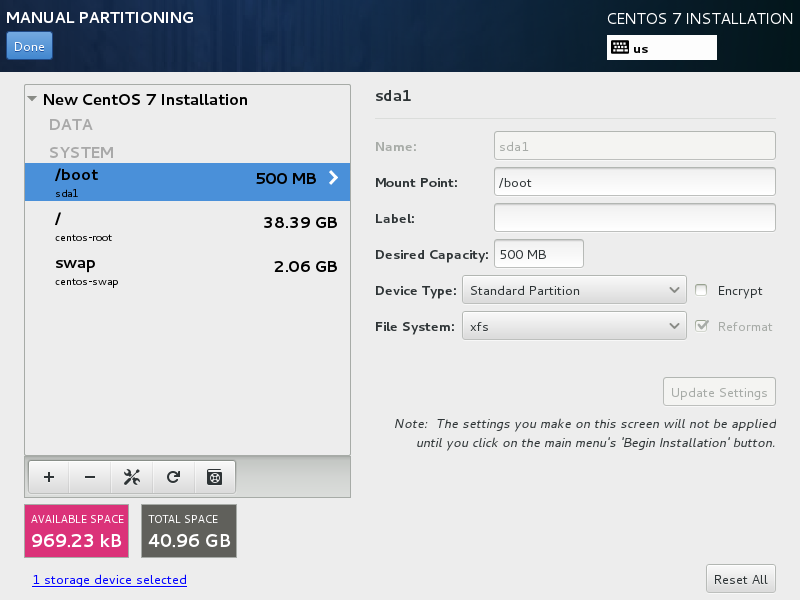 MANUAL PARTITIONING
CENTOS 7 INSTALLATION
Done
us
New CentOS 7 Installation
DATA
SYSTEM
/boot
500 MB
sda1
/
38.39 GB
centos-root
swap
2.06 GB
centos-swap
AVAILABLE SPACE
969.23 kB
TOTAL SPACE
40.96 GB
1 storage device selected
sda1
Name: sda1
Mount Point: /boot
Label:
Desired Capacity: 500 MB
Device Type: Standard Partition Encrypt
File System: xfs Reformat
Update Settings
Note: The settings you make on this screen will not be applied
until you click on the main menu's 'Begin Installation' button.
Reset All